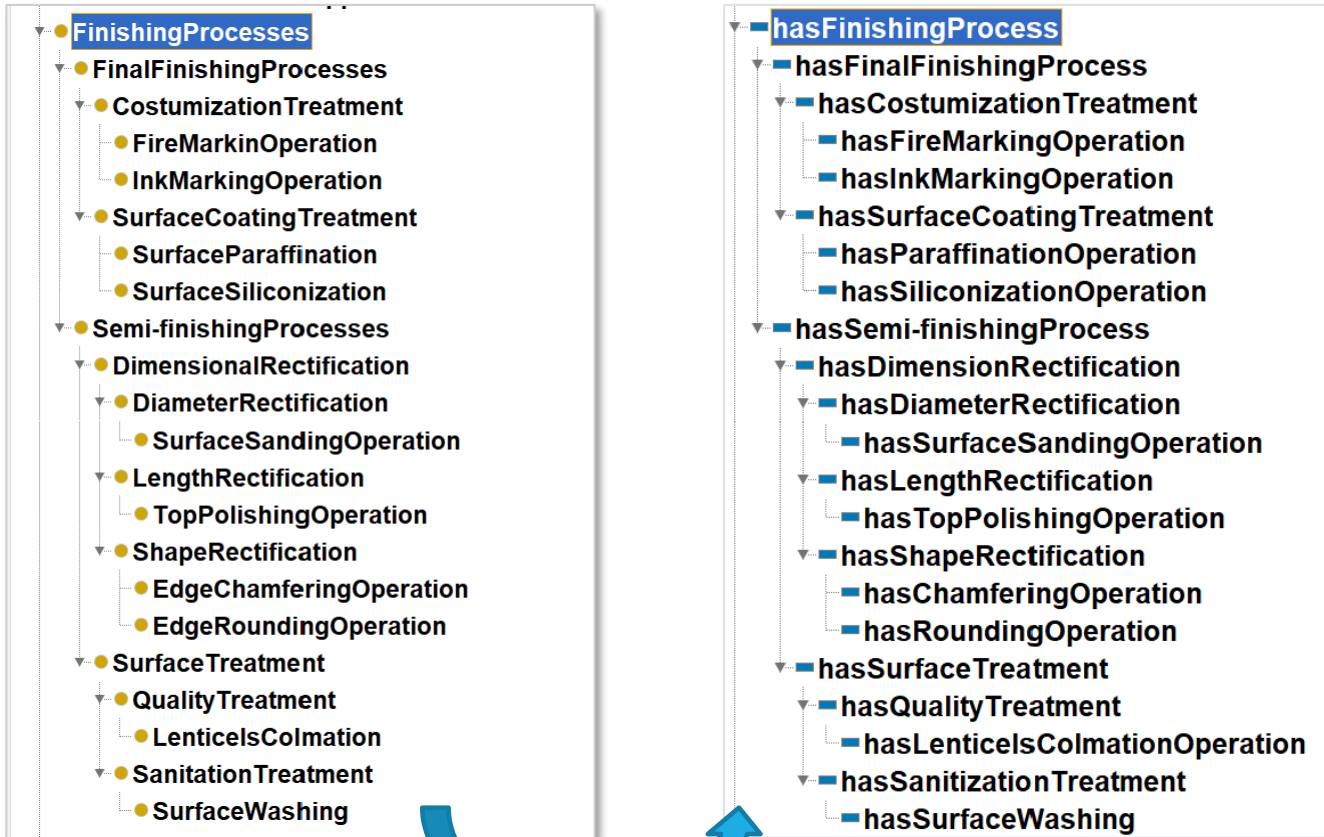 FinishingProcesses
FinalFinishingProcesses
CostumizationTreatment
FireMarkinOperation
InkMarkingOperation
SurfaceCoatingTreatment
SurfaceParaffination
SurfaceSiliconization
Semi-finishingProcesses
DimensionalRectification
DiameterRectification
SurfaceSandingOperation
LengthRectification
TopPolishingOperation
ShapeRectification
EdgeChamferingOperation
EdgeRoundingOperation
SurfaceTreatment
QualityTreatment
LenticelsColmation
SanitationTreatment
SurfaceWashing
hasFinishingProcess
hasFinalFinishingProcess
hasCostumizationTreatment
hasFireMarkingOperation
hasInkMarkingOperation
hasSurfaceCoatingTreatment
hasParaffinationOperation
hasSiliconizationOperation
hasSemi-finishingProcess
hasDimensionRectification
hasDiameterRectification
hasSurfaceSandingOperation
hasLengthRectification
hasTopPolishingOperation
hasShapeRectification
hasChamferingOperation
hasRoundingOperation
hasSurfaceTreatment
hasQualityTreatment
hasLenticelsColmationOperation
hasSanitizationTreatment
hasSurfaceWashing